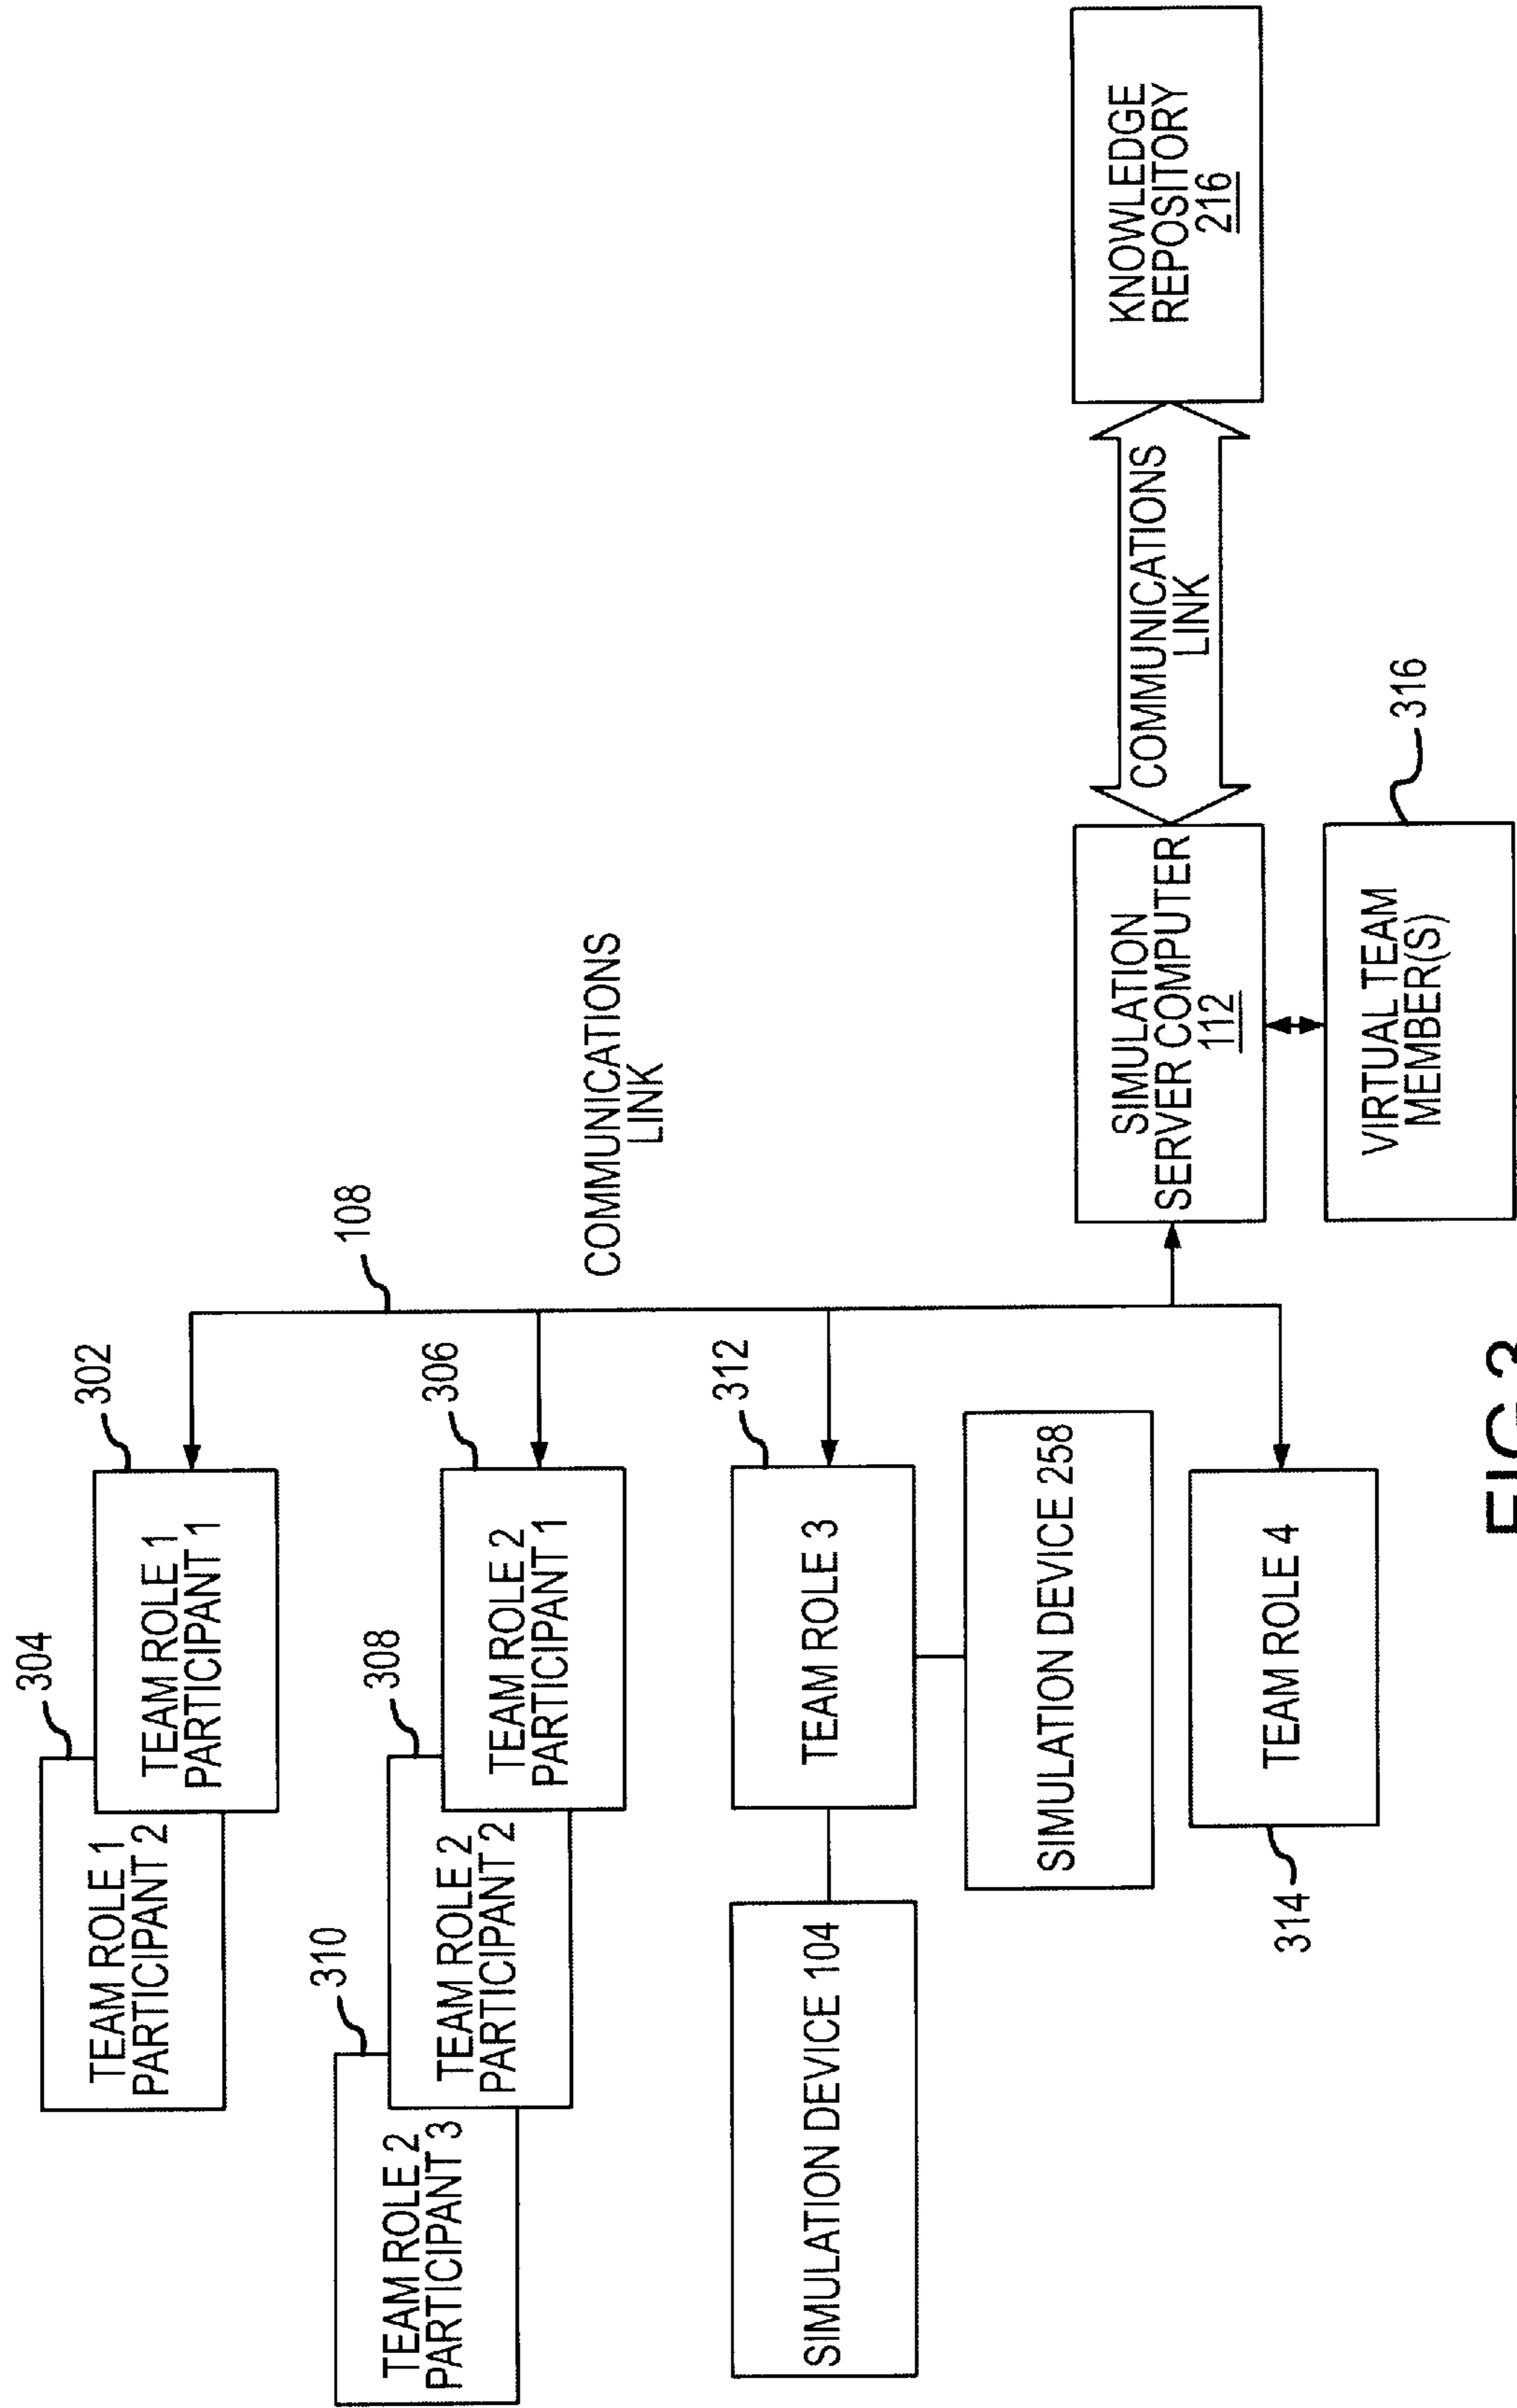 304
302
TEAM ROLE 1
PARTICIPANT 2
TEAM ROLE 1
PARTICIPANT 1
108
310
308
306
TEAM ROLE 2
PARTICIPANT 3
TEAM ROLE 2
PARTICIPANT 2
TEAM ROLE 2
PARTICIPANT 1
COMMUNICATIONS
LINK
312
SIMULATION DEVICE 104
TEAM ROLE 3
SIMULATION DEVICE 258
314
TEAM ROLE 4
SIMULATION
SERVER COMPUTER
112
COMMUNICATIONS
LINK
KNOWLEDGE
REPOSITORY
216
316
VIRTUAL TEAM
MEMBER(S)
FIG.3